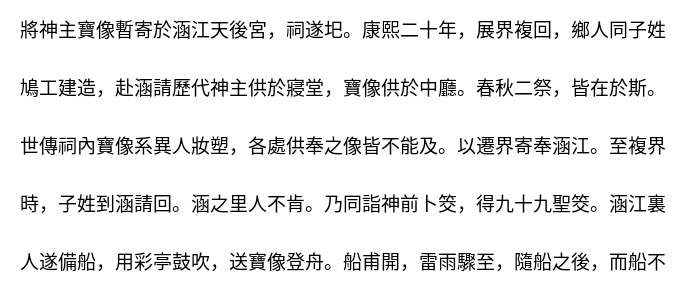 將神主寶像暫寄於涵江天後宮，祠遂圯。康熙二十年，展界複回，鄉人同子姓
鳩工建造，赴涵請歷代神主供於寢堂，寶像供於中廳。春秋二祭，皆在於斯。
世傳祠內寶像系異人妝塑，各處供奉之像皆不能及。以遷界寄奉涵江。至複界
時，子姓到涵請回。涵之里人不肯。乃同詣神前卜筊，得九十九聖筊。涵江裏
人遂備船，用彩亭鼓吹，送寶像登舟。船甫開，雷雨驟至，隨船之後，而船不